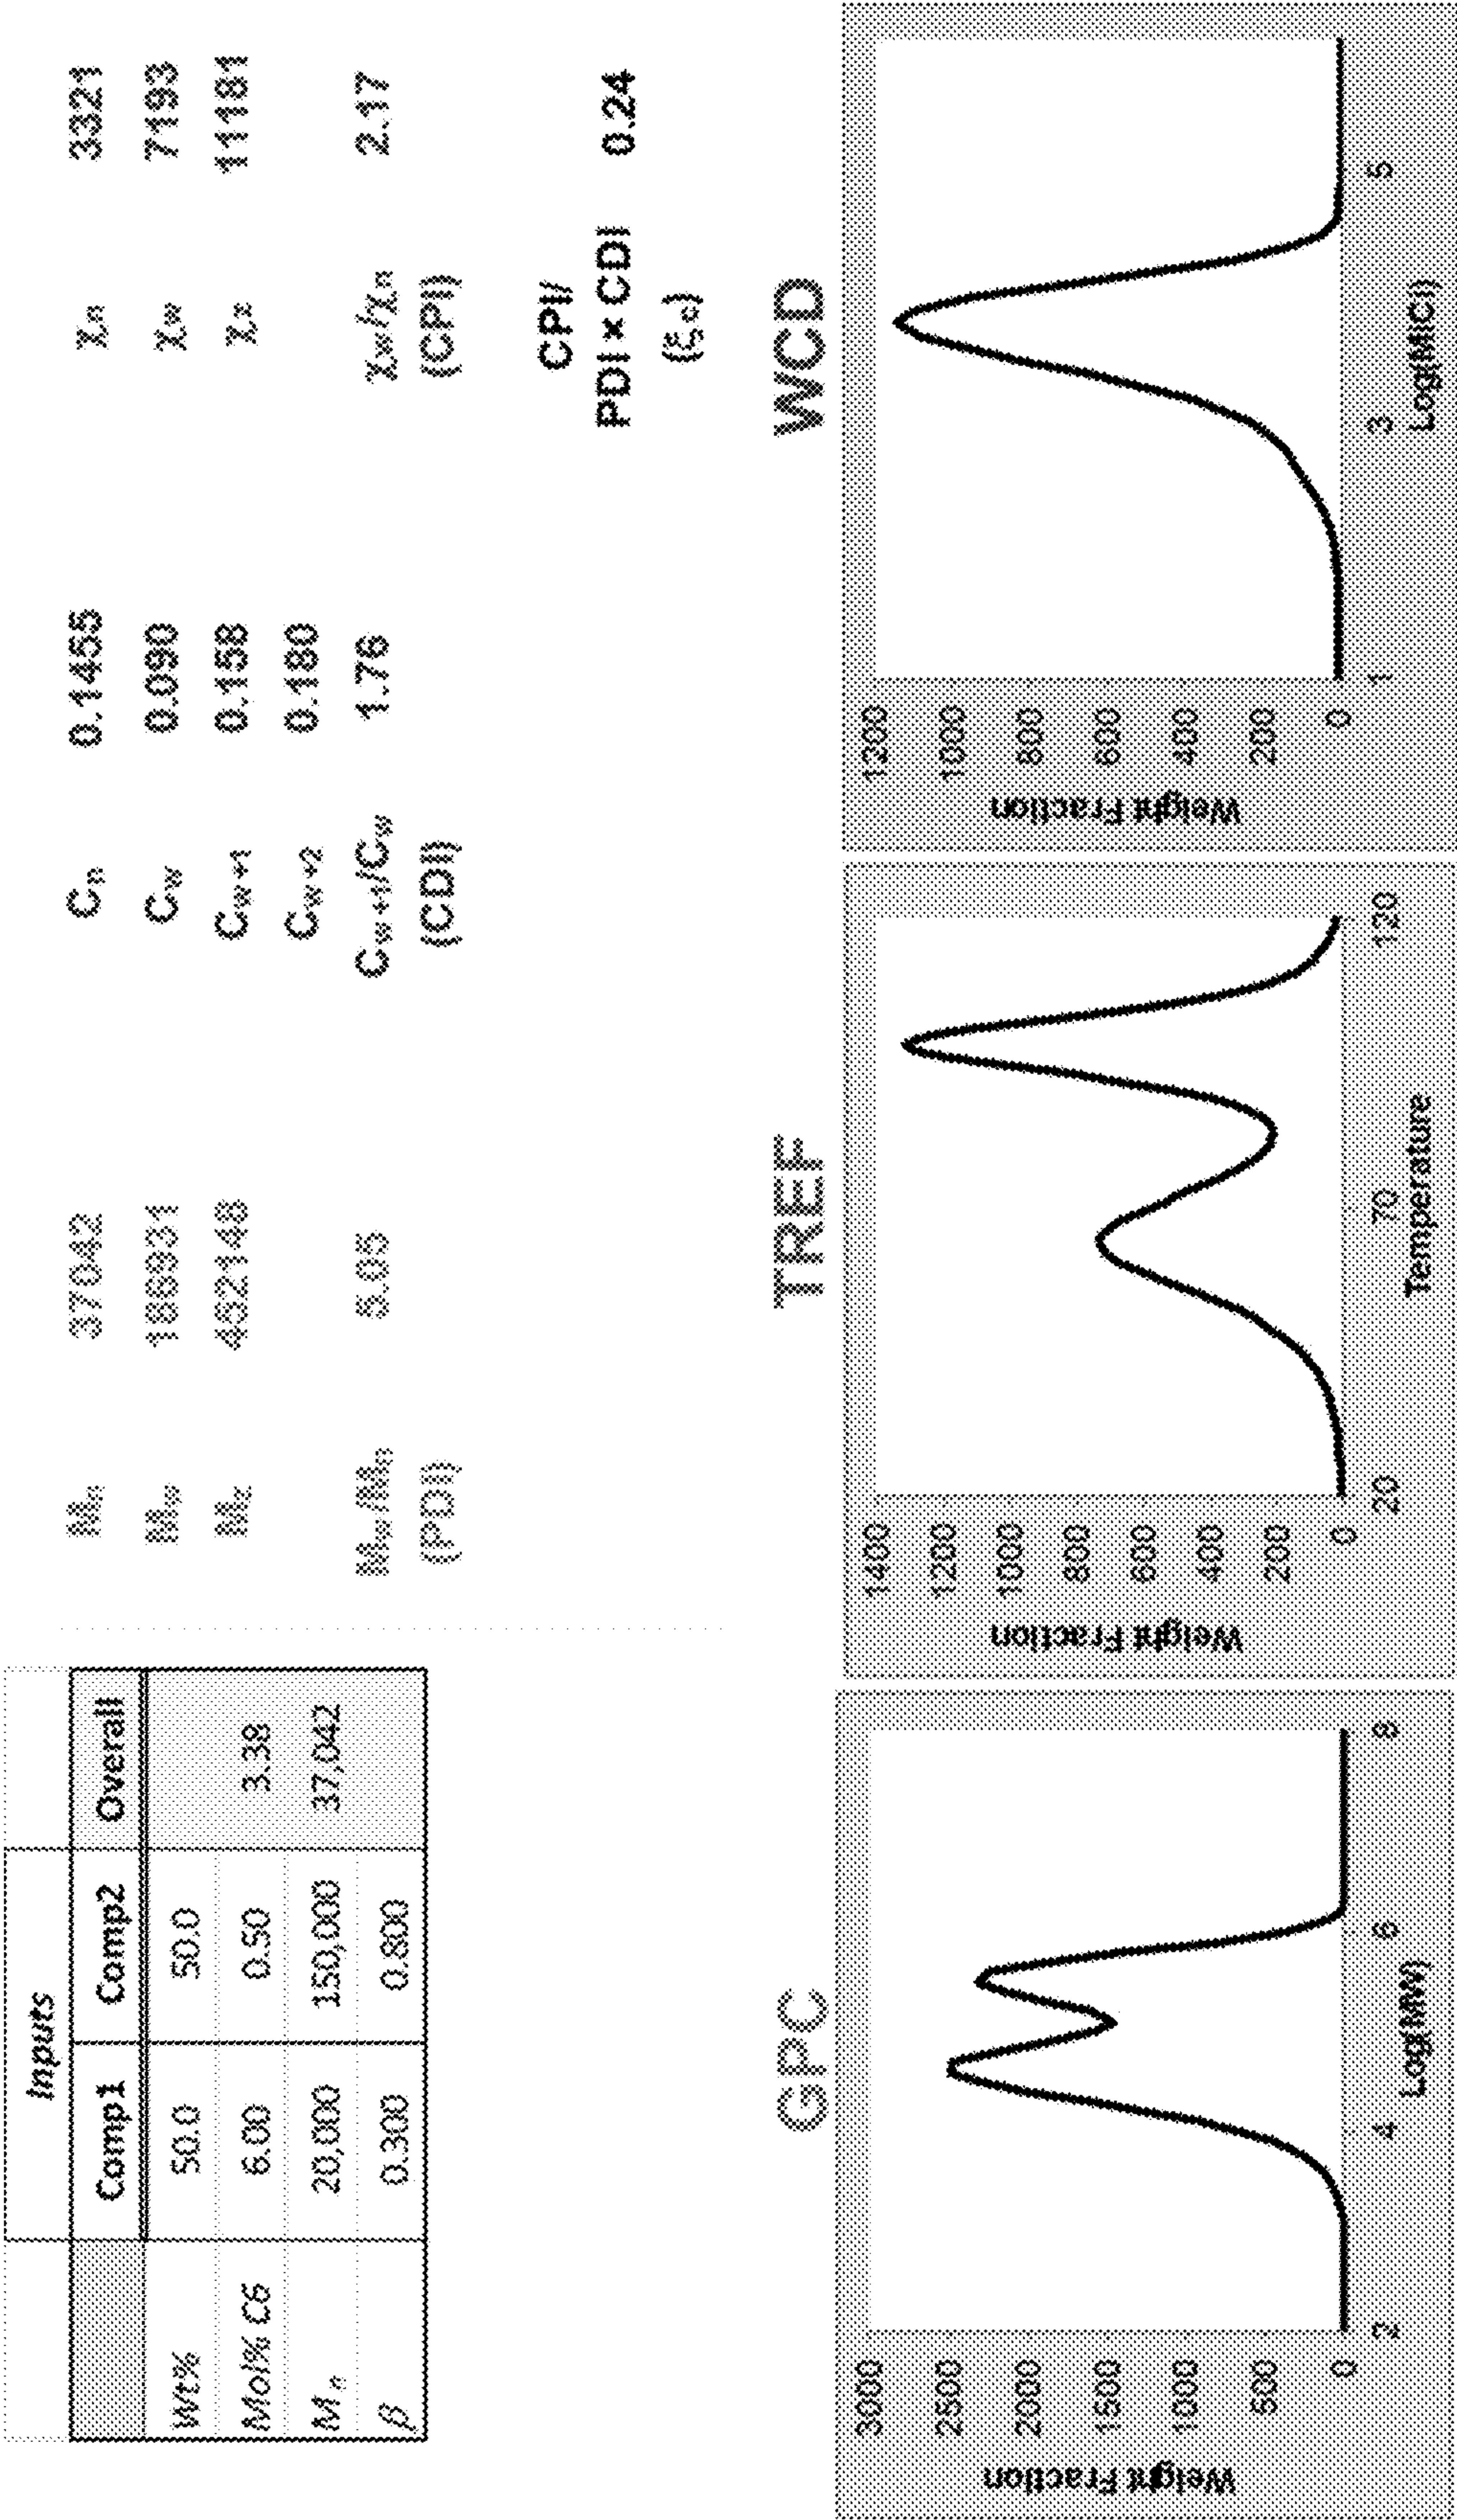 Inputs
Comp1 Comp2 Overall
Wt% 50.0 50.0
Mol% C6 6.00 0.50 3.38
Mn 20,000 150,000 37,042
β 0.300 0.800
Mn 37042 Cn 0.1455 χn 3321
Mw 186931 Cw 0.090 χw 7193
Mz 452148 Cw+1 0.158 χz 11181
Cw+2 0.180
Mw/Mn 5.05 Cw+1/Cw 1.76 χw/χn 2.17
(PDI) (CDI) (CPI)
CPI/
PDI × CDI 0.24
(ξc)
GPC
Weight Fraction
3000
2500
2000
1500
1000
500
0
2 4 6 8
Log(MW)
TREF
Weight Fraction
1400
1200
1000
800
600
400
200
0
20 70 120
Temperature
WCD
Weight Fraction
1200
1000
800
600
400
200
0
1 3 5
Log(M|C|)